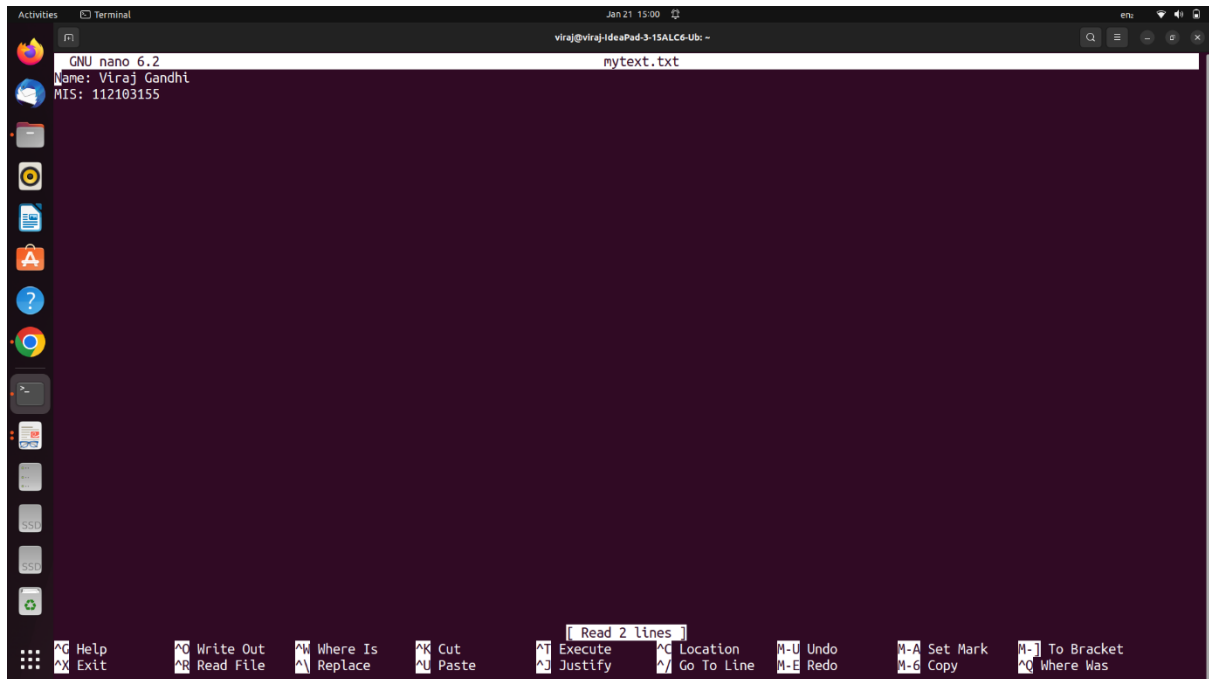 Activities Terminal Jan 21 15:00 en₂
viraj@viraj-IdeaPad-3-15ALC6-Ub: ~
GNU nano 6.2 mytext.txt
Name: Viraj Gandhi
MIS: 112103155
SSD
SSD
[ Read 2 lines ]
^G Help ^O Write Out ^W Where Is ^K Cut ^T Execute ^C Location M-U Undo M-A Set Mark M-] To Bracket
^X Exit ^R Read File ^\ Replace ^U Paste ^J Justify ^/ Go To Line M-E Redo M-6 Copy ^Q Where Was